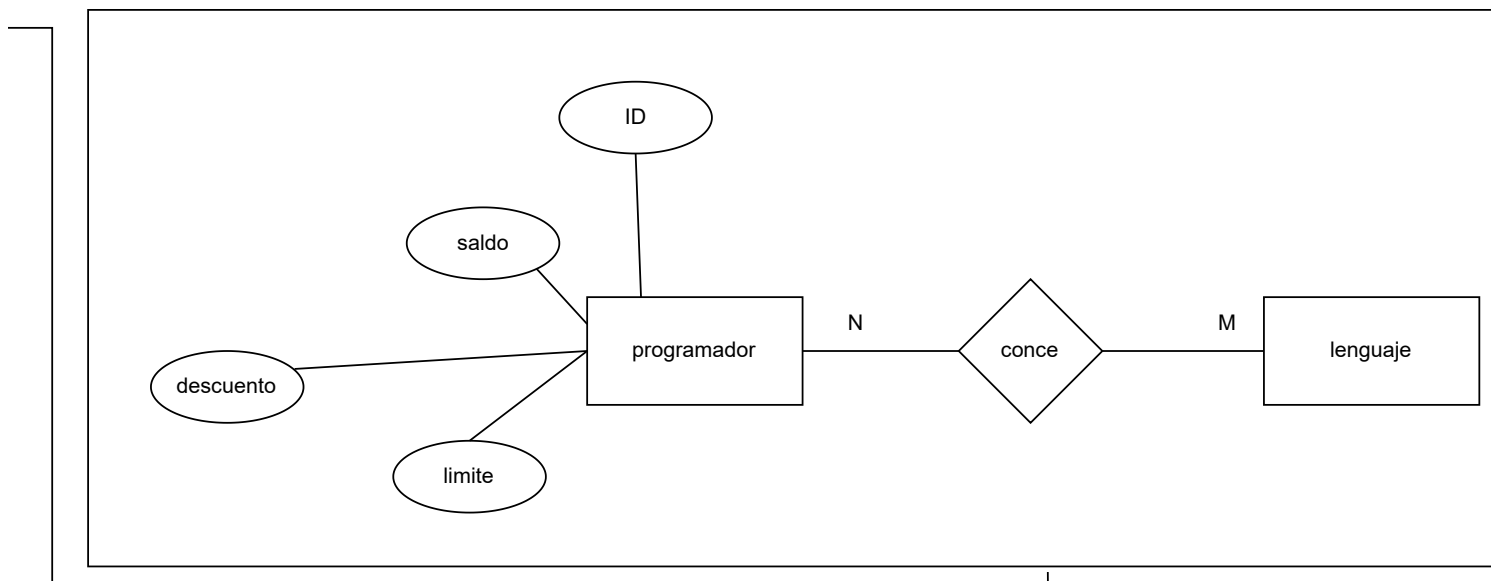 ID
saldo
programador
N
conce
M
lenguaje
descuento
limite